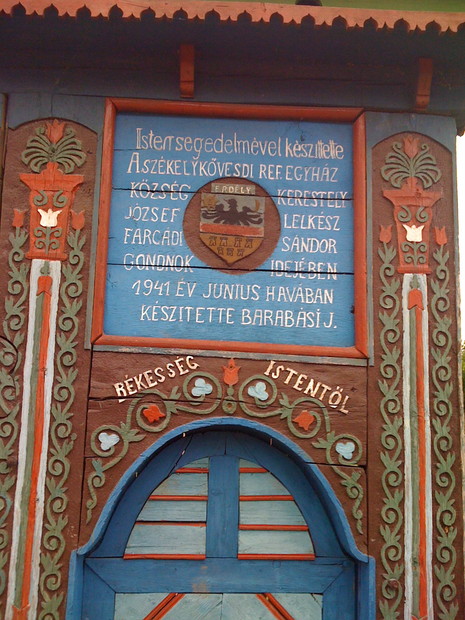 Isten segedelmével készitette
A SZÉKELYKÖVESDI REF. EGYHÁZ
KÖZSÉG KERESTELY
ERDÉLY
JÓZSEF LELKÉSZ
FARCÁDI SÁNDOR
GONDNOK IDEJÉBEN
1941 ÉV JUNIUS HAVÁBAN
KÉSZITETTE BARABÁSI J.
BÉKESSÉG ISTENTŐL